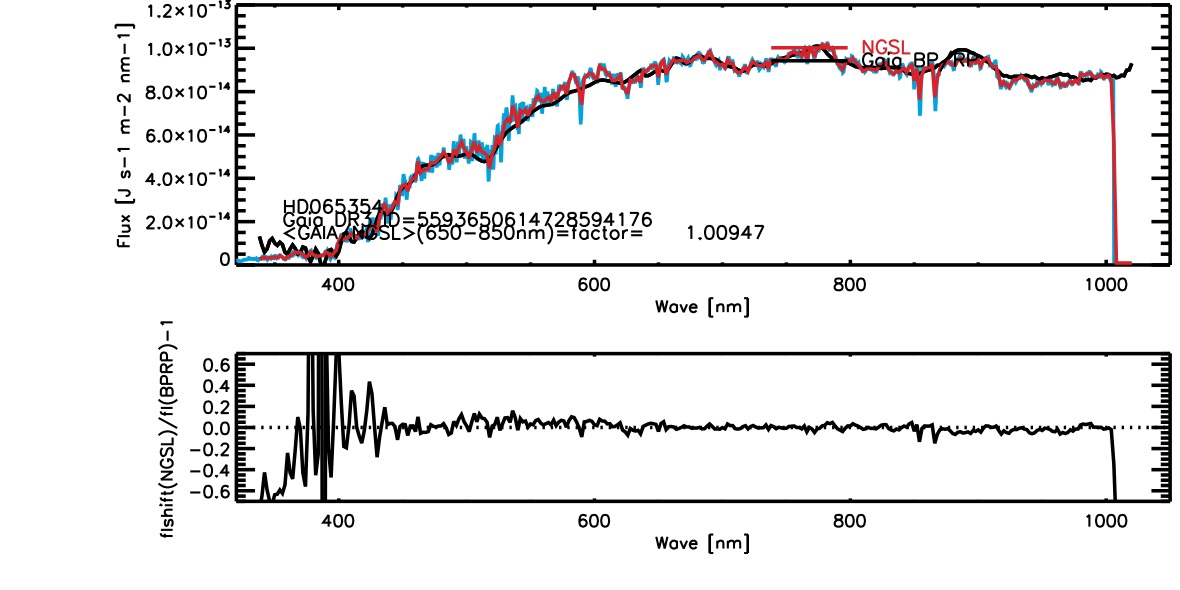 1.2×10⁻¹³
1.0×10⁻¹³
8.0×10⁻¹⁴
6.0×10⁻¹⁴
4.0×10⁻¹⁴
2.0×10⁻¹⁴
0
Flux [J s−1 m−2 nm−1]
NGSL
Gaia BP/RP
HD065354
Gaia DR3 ID=5593650614728594176
<GAIA/NGSL>(650−850nm)=factor= 1.00947
400 600 800 1000
Wave [nm]
flshift(NGSL)/fl(BPRP)−1
0.6
0.4
0.2
0.0
−0.2
−0.4
−0.6
400 600 800 1000
Wave [nm]